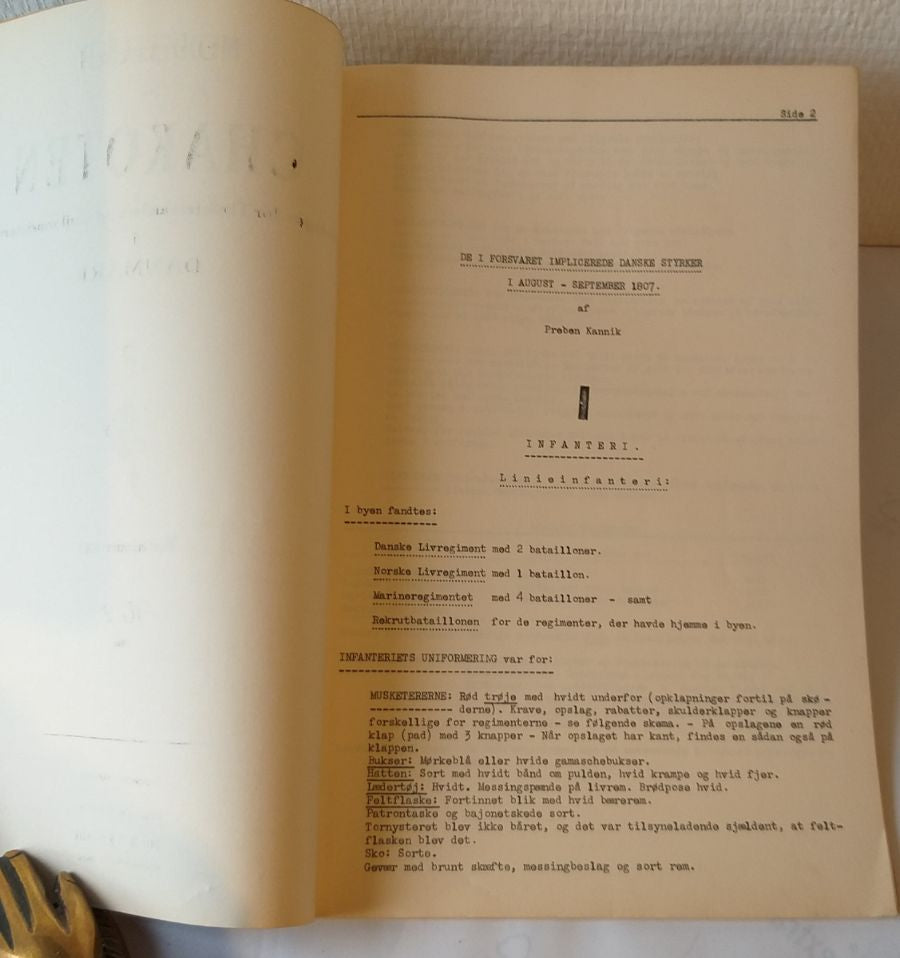 Side 2
DE I FORSVARET IMPLICEREDE DANSKE STYRKER
I AUGUST - SEPTEMBER 1807.
af
Preben Kannik
INFANTERI.
Linieinfanteri:
I byen fandtes:
Danske Livregiment med 2 batailloner.
Norske Livregiment med 1 bataillon.
Marineregimentet med 4 batailloner - samt
Rekrutbataillonen for de regimenter, der havde hjemme i byen.
INFANTERIETS UNIFORMERING var for:
MUSKETERERNE: Rød trøje med hvidt underfor (opklapninger fortil på skø-
derne). Krave, opslag, rabatter, skulderklapper og knapper
forskellige for regimenterne - se følgende skema. - På opslagene en rød
klap (pad) med 3 knapper - Når opslaget har kant, findes en sådan også på
klappen.
Bukser: Mørkeblå eller hvide gamaschebukser.
Hatten: Sort med hvidt bånd om pulden, hvid krampe og hvid fjer.
Lædertøj: Hvidt. Messingspænde på livrem. Brødpose hvid.
Feltflaske: Fortinnet blik med hvid bærerem.
Patrontaske og bajonetskede sort.
Tornysteret blev ikke båret, og det var tilsyneladende sjældent, at felt-
flasken blev det.
Sko: Sorte.
Gevær med brunt skæfte, messingbeslag og sort rem.